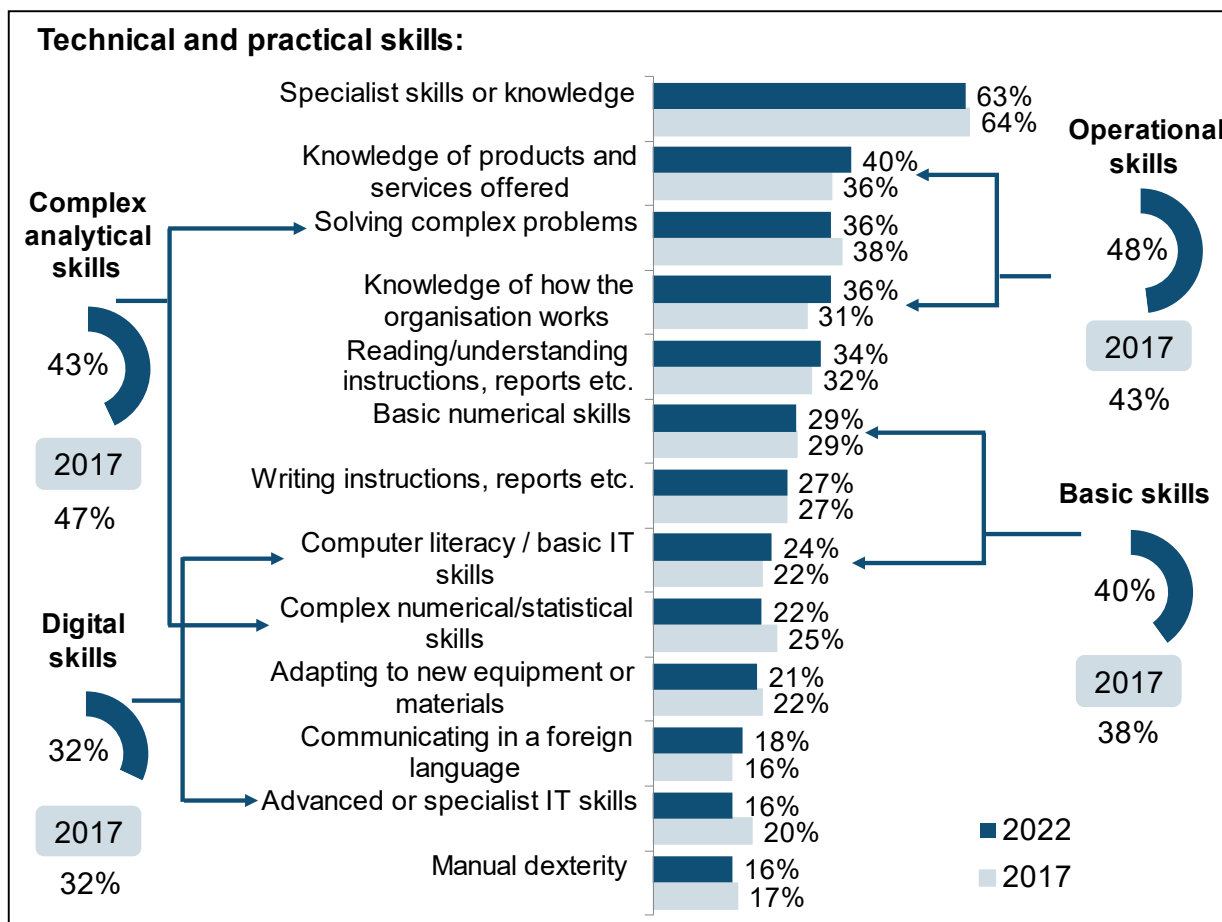 Technical and practical skills:
Specialist skills or knowledge
63%
64%
Knowledge of products and
services offered
40%
36%
Solving complex problems
36%
38%
Knowledge of how the
organisation works
36%
31%
Reading/understanding
instructions, reports etc.
34%
32%
Basic numerical skills
29%
29%
Writing instructions, reports etc.
27%
27%
Computer literacy / basic IT
skills
24%
22%
Complex numerical/statistical
skills
22%
25%
Adapting to new equipment or
materials
21%
22%
Communicating in a foreign
language
18%
16%
Advanced or specialist IT skills
16%
20%
Manual dexterity
16%
17%
Complex
analytical
skills
43%
2017
47%
Digital
skills
32%
2017
32%
Operational
skills
48%
2017
43%
Basic skills
40%
2017
38%
2022
2017